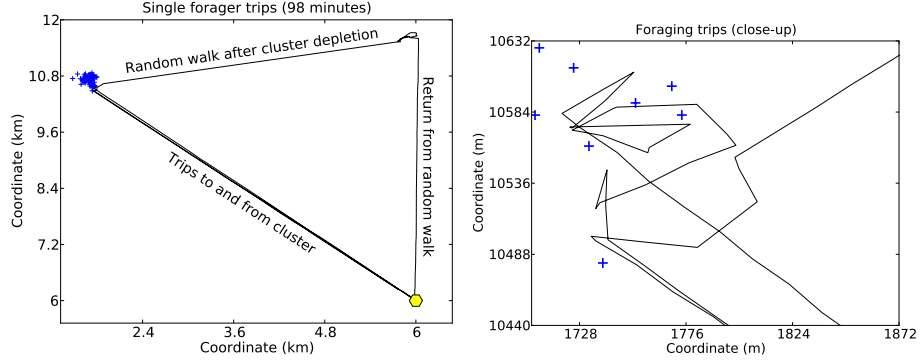 Single forager trips (98 minutes)
12
10.8
9.6
8.4
7.2
6
Coordinate (km)
Random walk after cluster depletion
Return from random walk
Trips to and from cluster
2.4 3.6 4.8 6
Coordinate (km)
Foraging trips (close-up)
10632
10584
10536
10488
10440
Coordinate (m)
1728 1776 1824 1872
Coordinate (m)